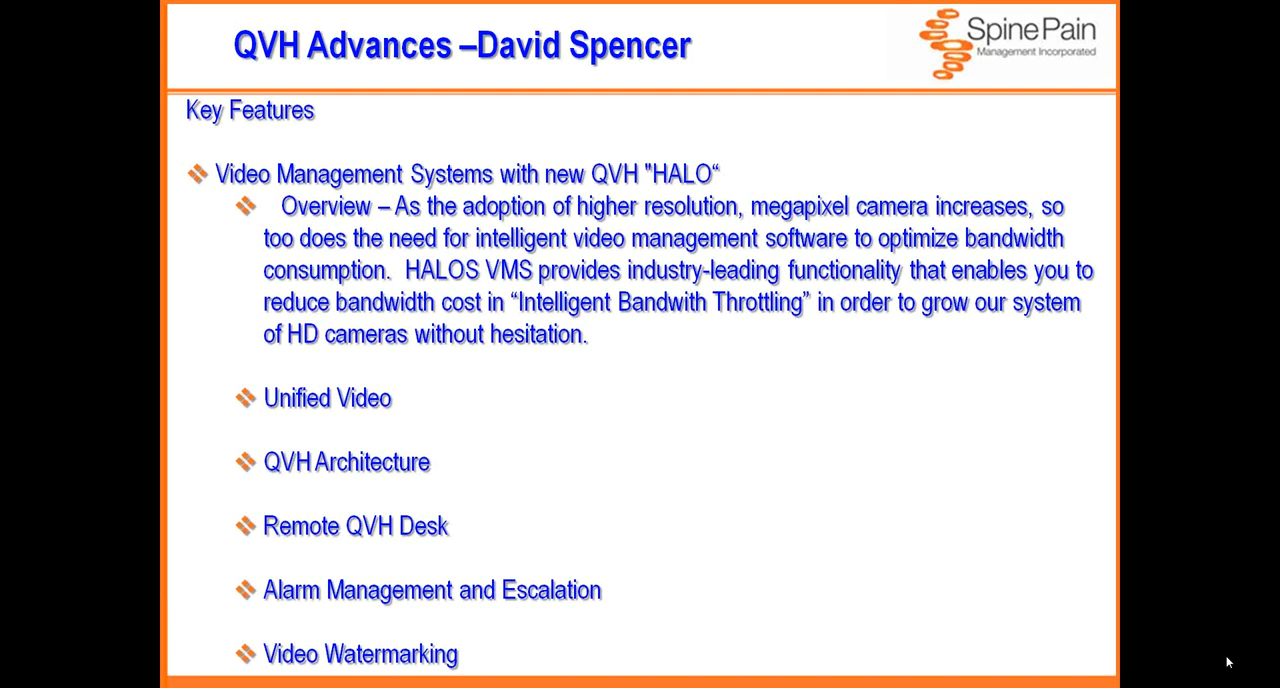 QVH Advances –David Spencer
Spine Pain
Management Incorporated
Key Features
Video Management Systems with new QVH "HALO“
Overview – As the adoption of higher resolution, megapixel camera increases, so
too does the need for intelligent video management software to optimize bandwidth
consumption.  HALOS VMS provides industry-leading functionality that enables you to
reduce bandwidth cost in “Intelligent Bandwith Throttling” in order to grow our system
of HD cameras without hesitation.
Unified Video
QVH Architecture
Remote QVH Desk
Alarm Management and Escalation
Video Watermarking